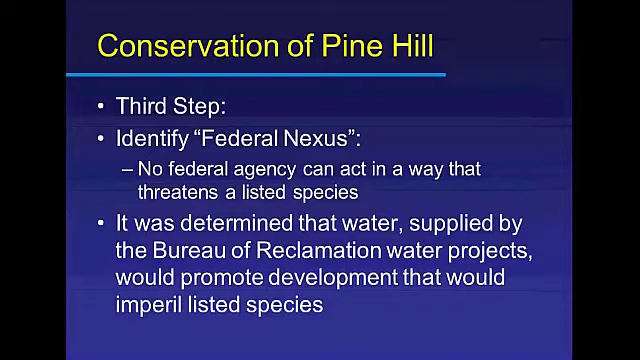 Conservation of Pine Hill
• Third Step:
• Identify “Federal Nexus”:
– No federal agency can act in a way that
threatens a listed species
• It was determined that water, supplied by
the Bureau of Reclamation water projects,
would promote development that would
imperil listed species